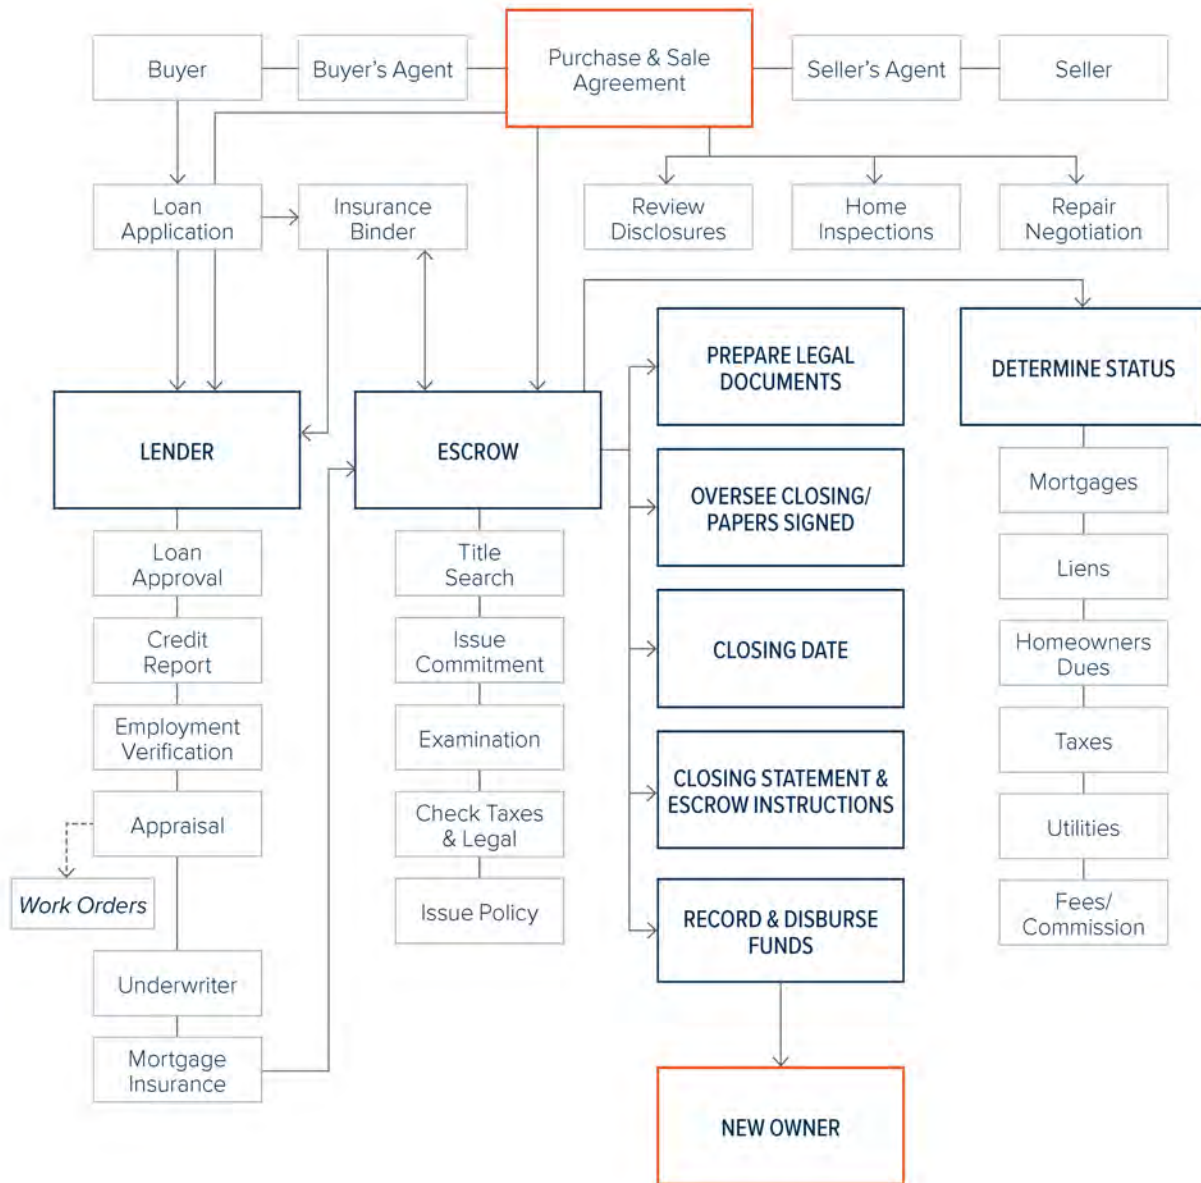 Buyer
Buyer's Agent
Purchase & Sale
Agreement
Seller's Agent
Seller
Loan
Application
Insurance
Binder
Review
Disclosures
Home
Inspections
Repair
Negotiation
LENDER
ESCROW
PREPARE LEGAL
DOCUMENTS
DETERMINE STATUS
OVERSEE CLOSING/
PAPERS SIGNED
CLOSING DATE
CLOSING STATEMENT &
ESCROW INSTRUCTIONS
RECORD & DISBURSE
FUNDS
NEW OWNER
Loan
Approval
Credit
Report
Employment
Verification
Appraisal
Work Orders
Underwriter
Mortgage
Insurance
Title
Search
Issue
Commitment
Examination
Check Taxes
& Legal
Issue Policy
Mortgages
Liens
Homeowners
Dues
Taxes
Utilities
Fees/
Commission